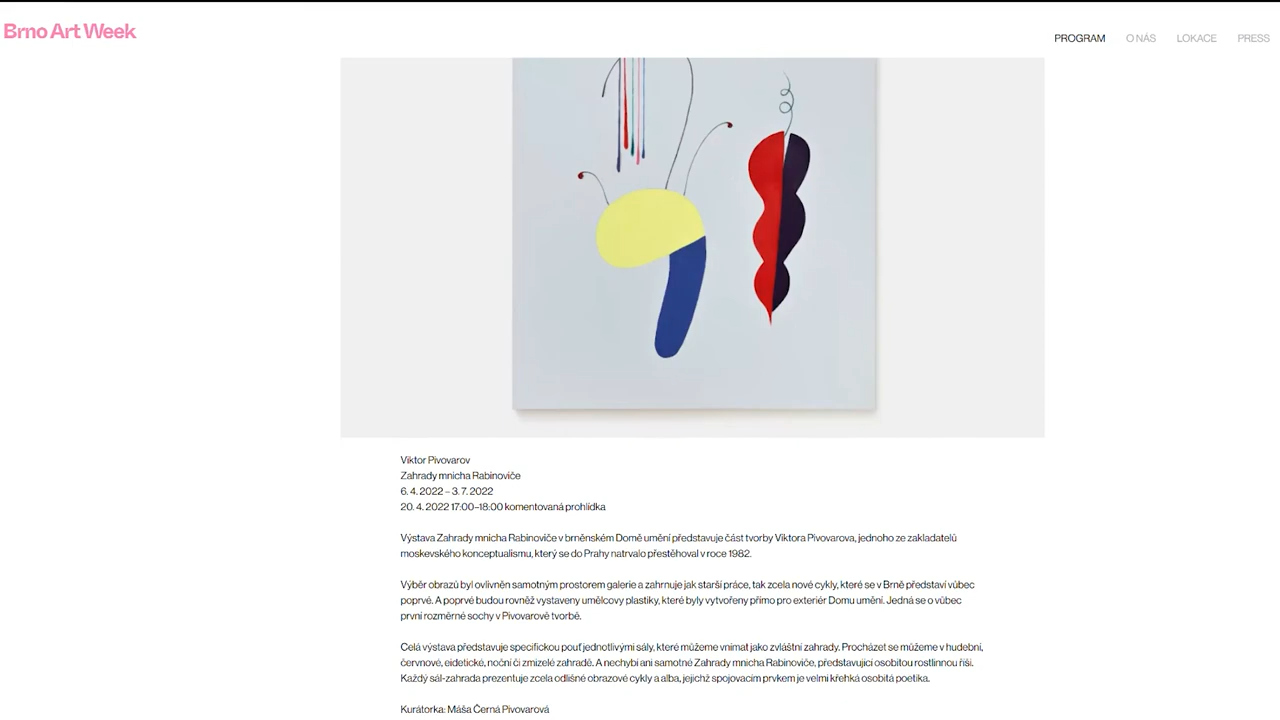 Brno Art Week
PROGRAM O NÁS LOKACE PRESS
Viktor Pivovarov
Zahrady mnicha Rabinoviče
6. 4. 2022 – 3. 7. 2022
20. 4. 2022 17:00–18:00 komentovaná prohlídka
Výstava Zahrady mnicha Rabinoviče v brněnském Domě umění představuje část tvorby Viktora Pivovarova, jednoho ze zakladatelů
moskevského konceptualismu, který se do Prahy natrvalo přestěhoval v roce 1982.
Výběr obrazů byl ovlivněn samotným prostorem galerie a zahrnuje jak starší práce, tak zcela nové cykly, které se v Brně představí vůbec
poprvé. A poprvé budou rovněž vystaveny umělcovy plastiky, které byly vytvořeny přímo pro exteriér Domu umění. Jedná se o vůbec
první rozměrné sochy v Pivovarově tvorbě.
Celá výstava představuje specifickou pouť jednotlivými sály, které můžeme vnímat jako zvláštní zahrady. Procházet se můžeme v hudební,
červnové, eidetické, noční či zmizelé zahradě. A nechybí ani samotné Zahrady mnicha Rabinoviče, představující osobitou rostlinnou říši.
Každý sál-zahrada prezentuje zcela odlišné obrazové cykly a alba, jejichž spojovacím prvkem je velmi křehká osobitá poetika.
Kurátorka: Máša Černá Pivovarová